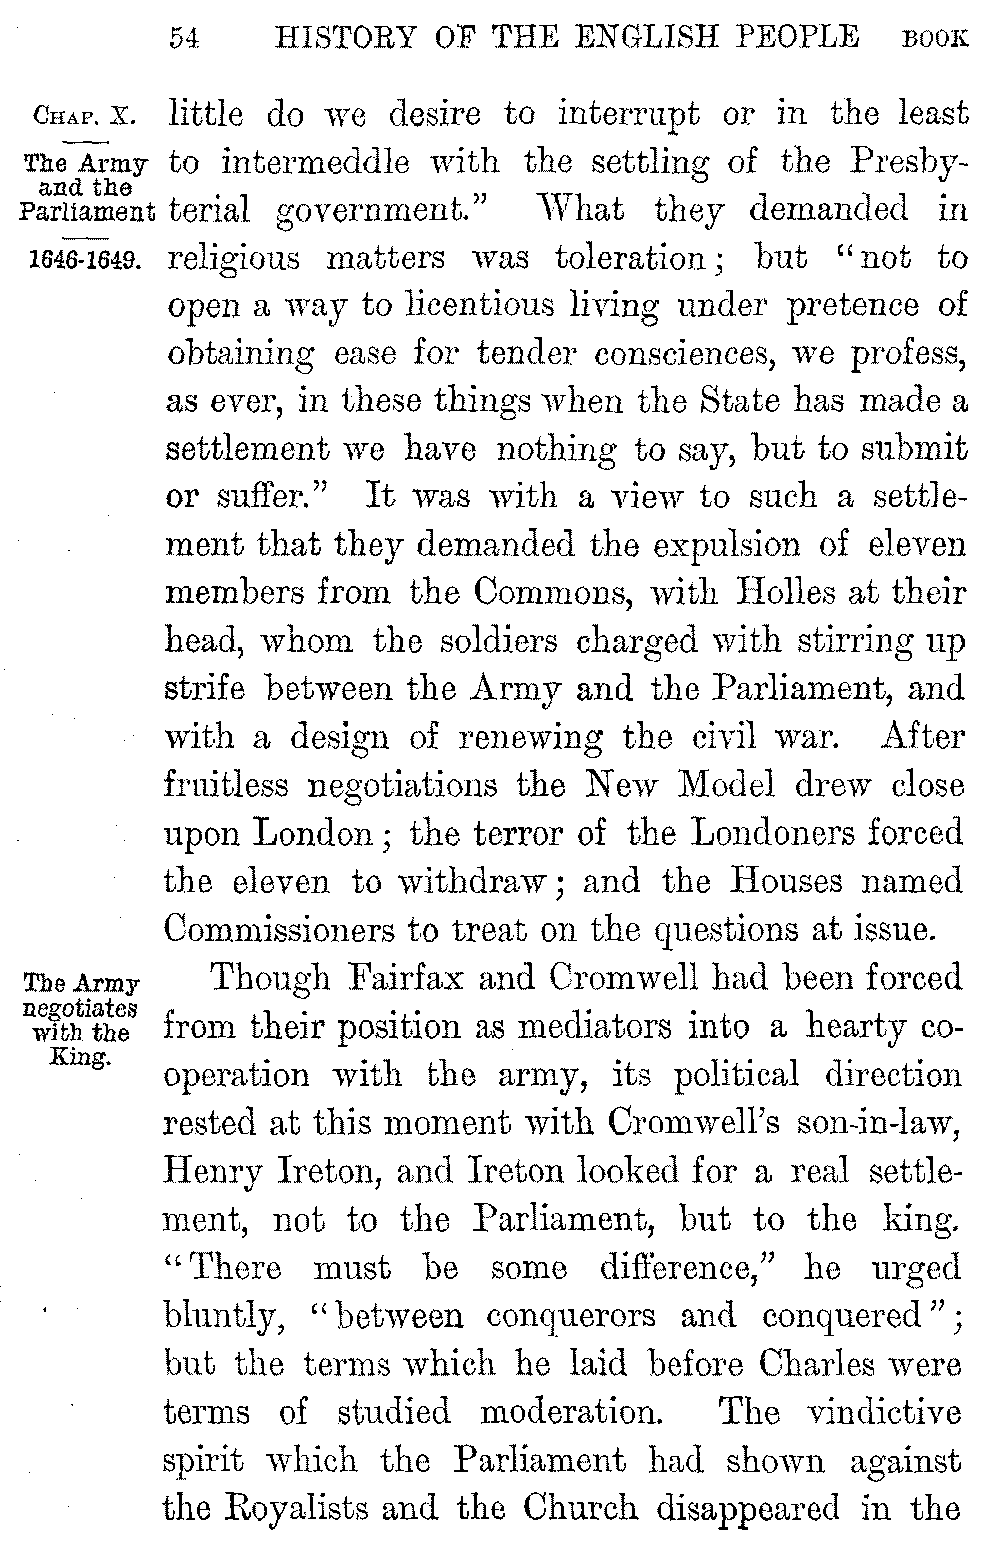 54 HISTORY OF THE ENGLISH PEOPLE BOOK
CHAP. X.
The Army
and the
Parliament
1646-1649.
little do we desire to interrupt or in the least
to intermeddle with the settling of the Presby-
terial government.” What they demanded in
religious matters was toleration; but “not to
open a way to licentious living under pretence of
obtaining ease for tender consciences, we profess,
as ever, in these things when the State has made a
settlement we have nothing to say, but to submit
or suffer.” It was with a view to such a settle-
ment that they demanded the expulsion of eleven
members from the Commons, with Holles at their
head, whom the soldiers charged with stirring up
strife between the Army and the Parliament, and
with a design of renewing the civil war. After
fruitless negotiations the New Model drew close
upon London; the terror of the Londoners forced
the eleven to withdraw; and the Houses named
Commissioners to treat on the questions at issue.
The Army
negotiates
with the
King.
Though Fairfax and Cromwell had been forced
from their position as mediators into a hearty co-
operation with the army, its political direction
rested at this moment with Cromwell’s son-in-law,
Henry Ireton, and Ireton looked for a real settle-
ment, not to the Parliament, but to the king.
“There must be some difference,” he urged
bluntly, “between conquerors and conquered”;
but the terms which he laid before Charles were
terms of studied moderation. The vindictive
spirit which the Parliament had shown against
the Royalists and the Church disappeared in the